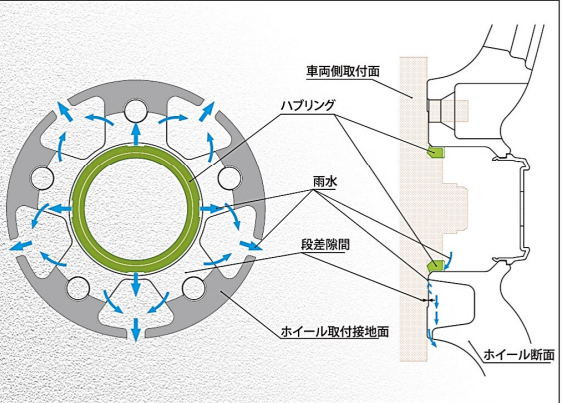 車両側取付面
ハブリング
雨水
段差隙間
ホイール取付接地面
ホイール断面